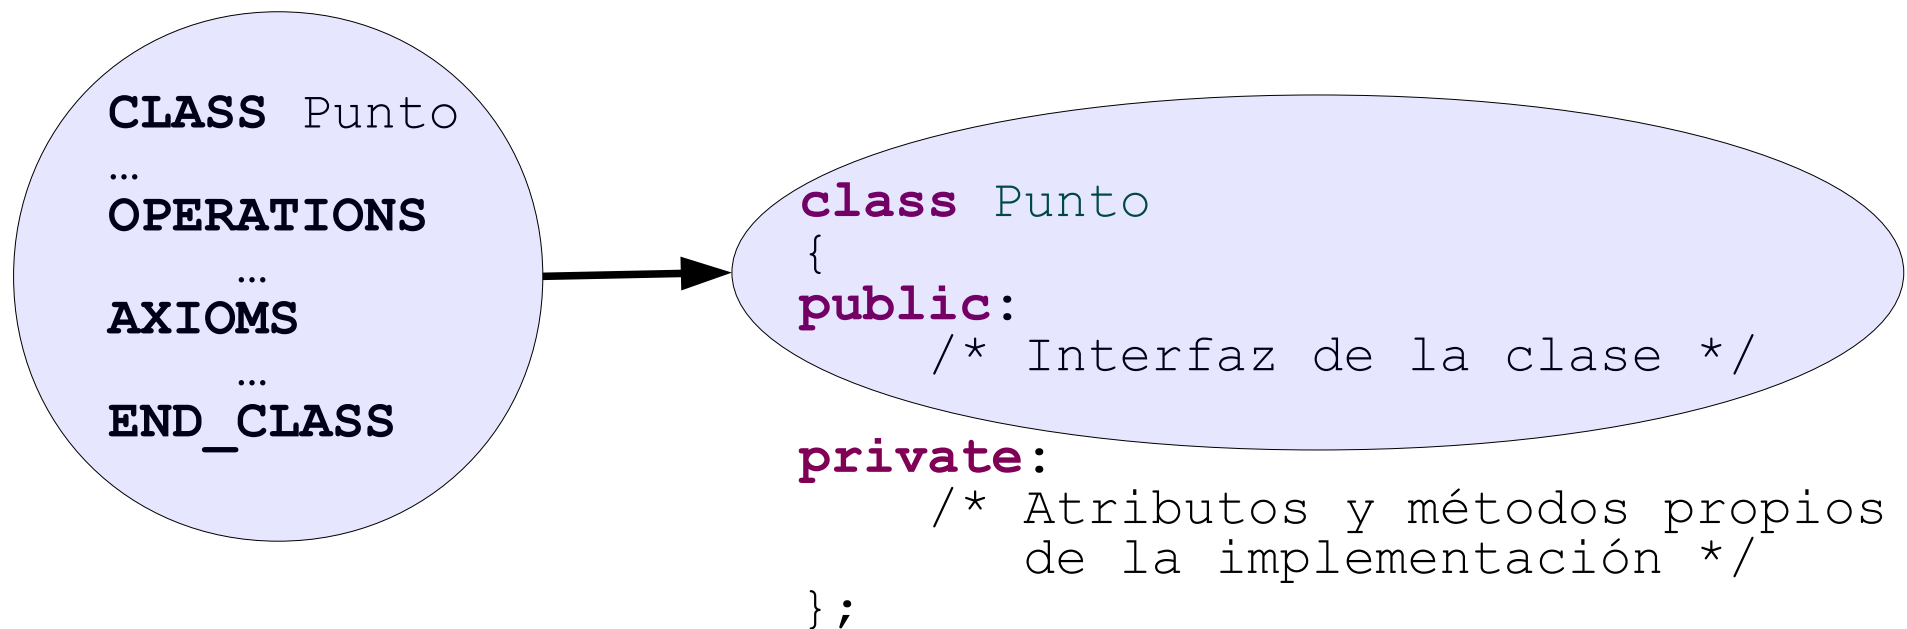 CLASS Punto
…
OPERATIONS
…
AXIOMS
…
END_CLASS
class Punto
{
public:
/* Interfaz de la clase */
private:
/* Atributos y métodos propios
de la implementación */
};